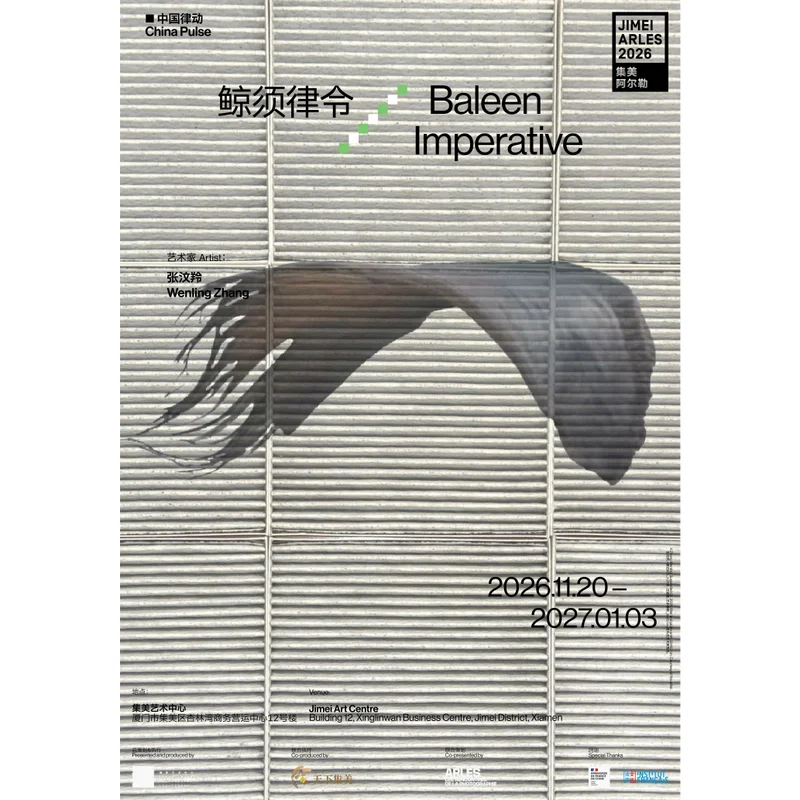 中国律动
China Pulse
JIMEI
ARLES
2026
集美
阿尔勒
鲸须律令
Baleen
Imperative
艺术家 Artist:
张汶羚
Wenling Zhang
2026.11.20 –
2027.01.03
地点:
集美艺术中心
厦门市集美区杏林湾商务营运中心12号楼
Venue
Jimei Art Centre
Building 12, Xinglinwan Business Centre, Jimei District, Xiamen
Presented and produced by
Co-produced by
天下集美
Co-presented by
ARLES
Special Thanks